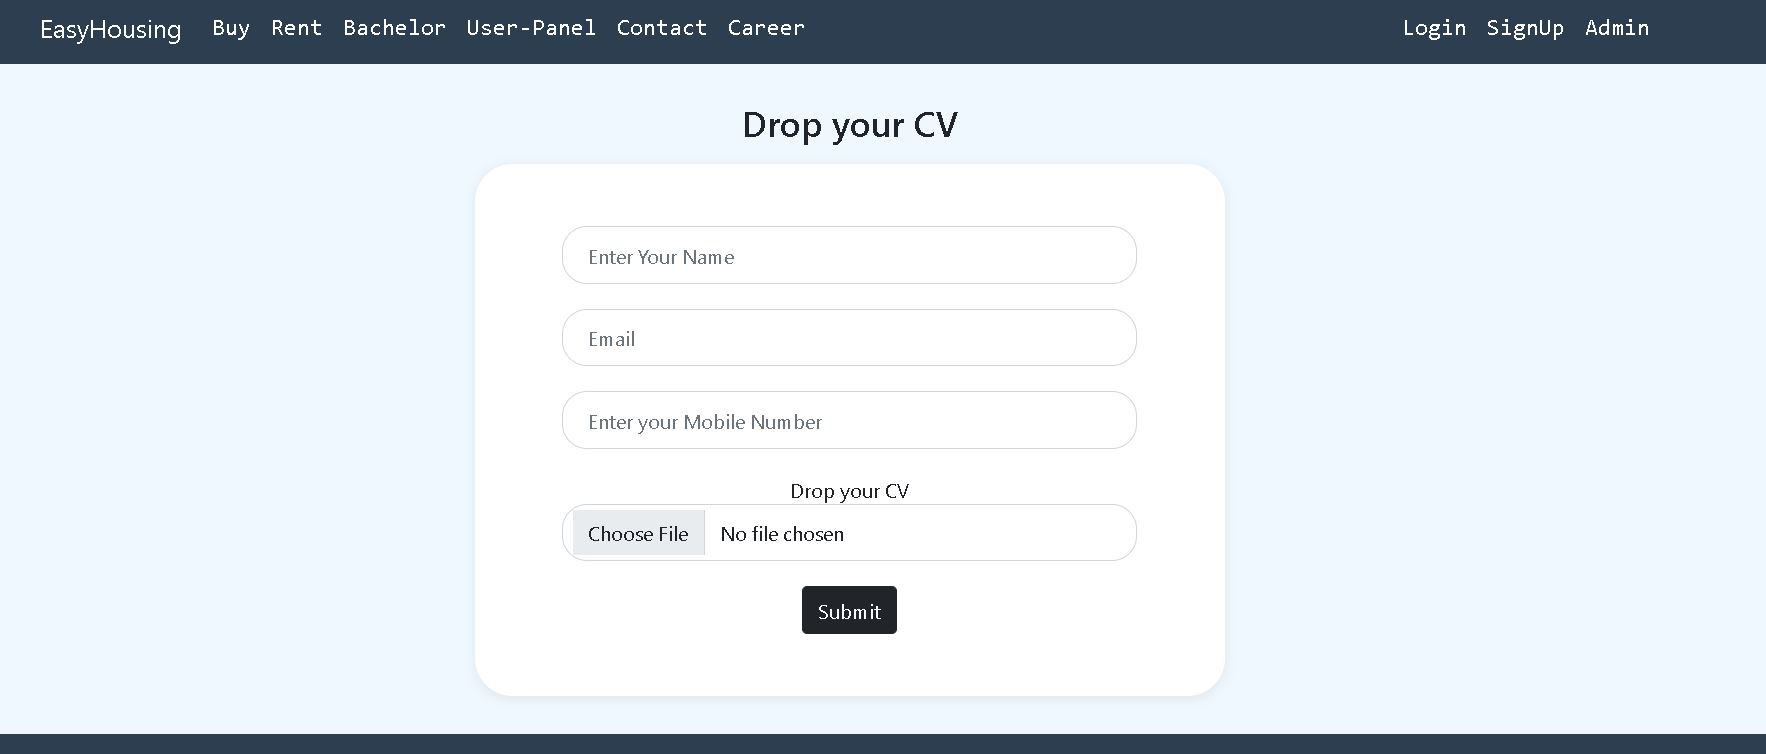 EasyHousing Buy Rent Bachelor User-Panel Contact Career Login SignUp Admin
Drop your CV
Enter Your Name
Email
Enter your Mobile Number
Drop your CV
Choose File No file chosen
Submit